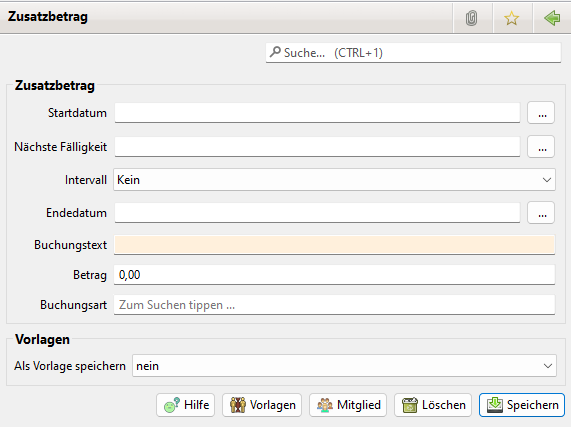 Zusatzbetrag
Suche... (CTRL+1)
Zusatzbetrag
Startdatum ...
Nächste Fälligkeit ...
Intervall Kein
Endedatum ...
Buchungstext
Betrag 0,00
Buchungsart Zum Suchen tippen ...
Vorlagen
Als Vorlage speichern nein
Hilfe Vorlagen Mitglied Löschen Speichern